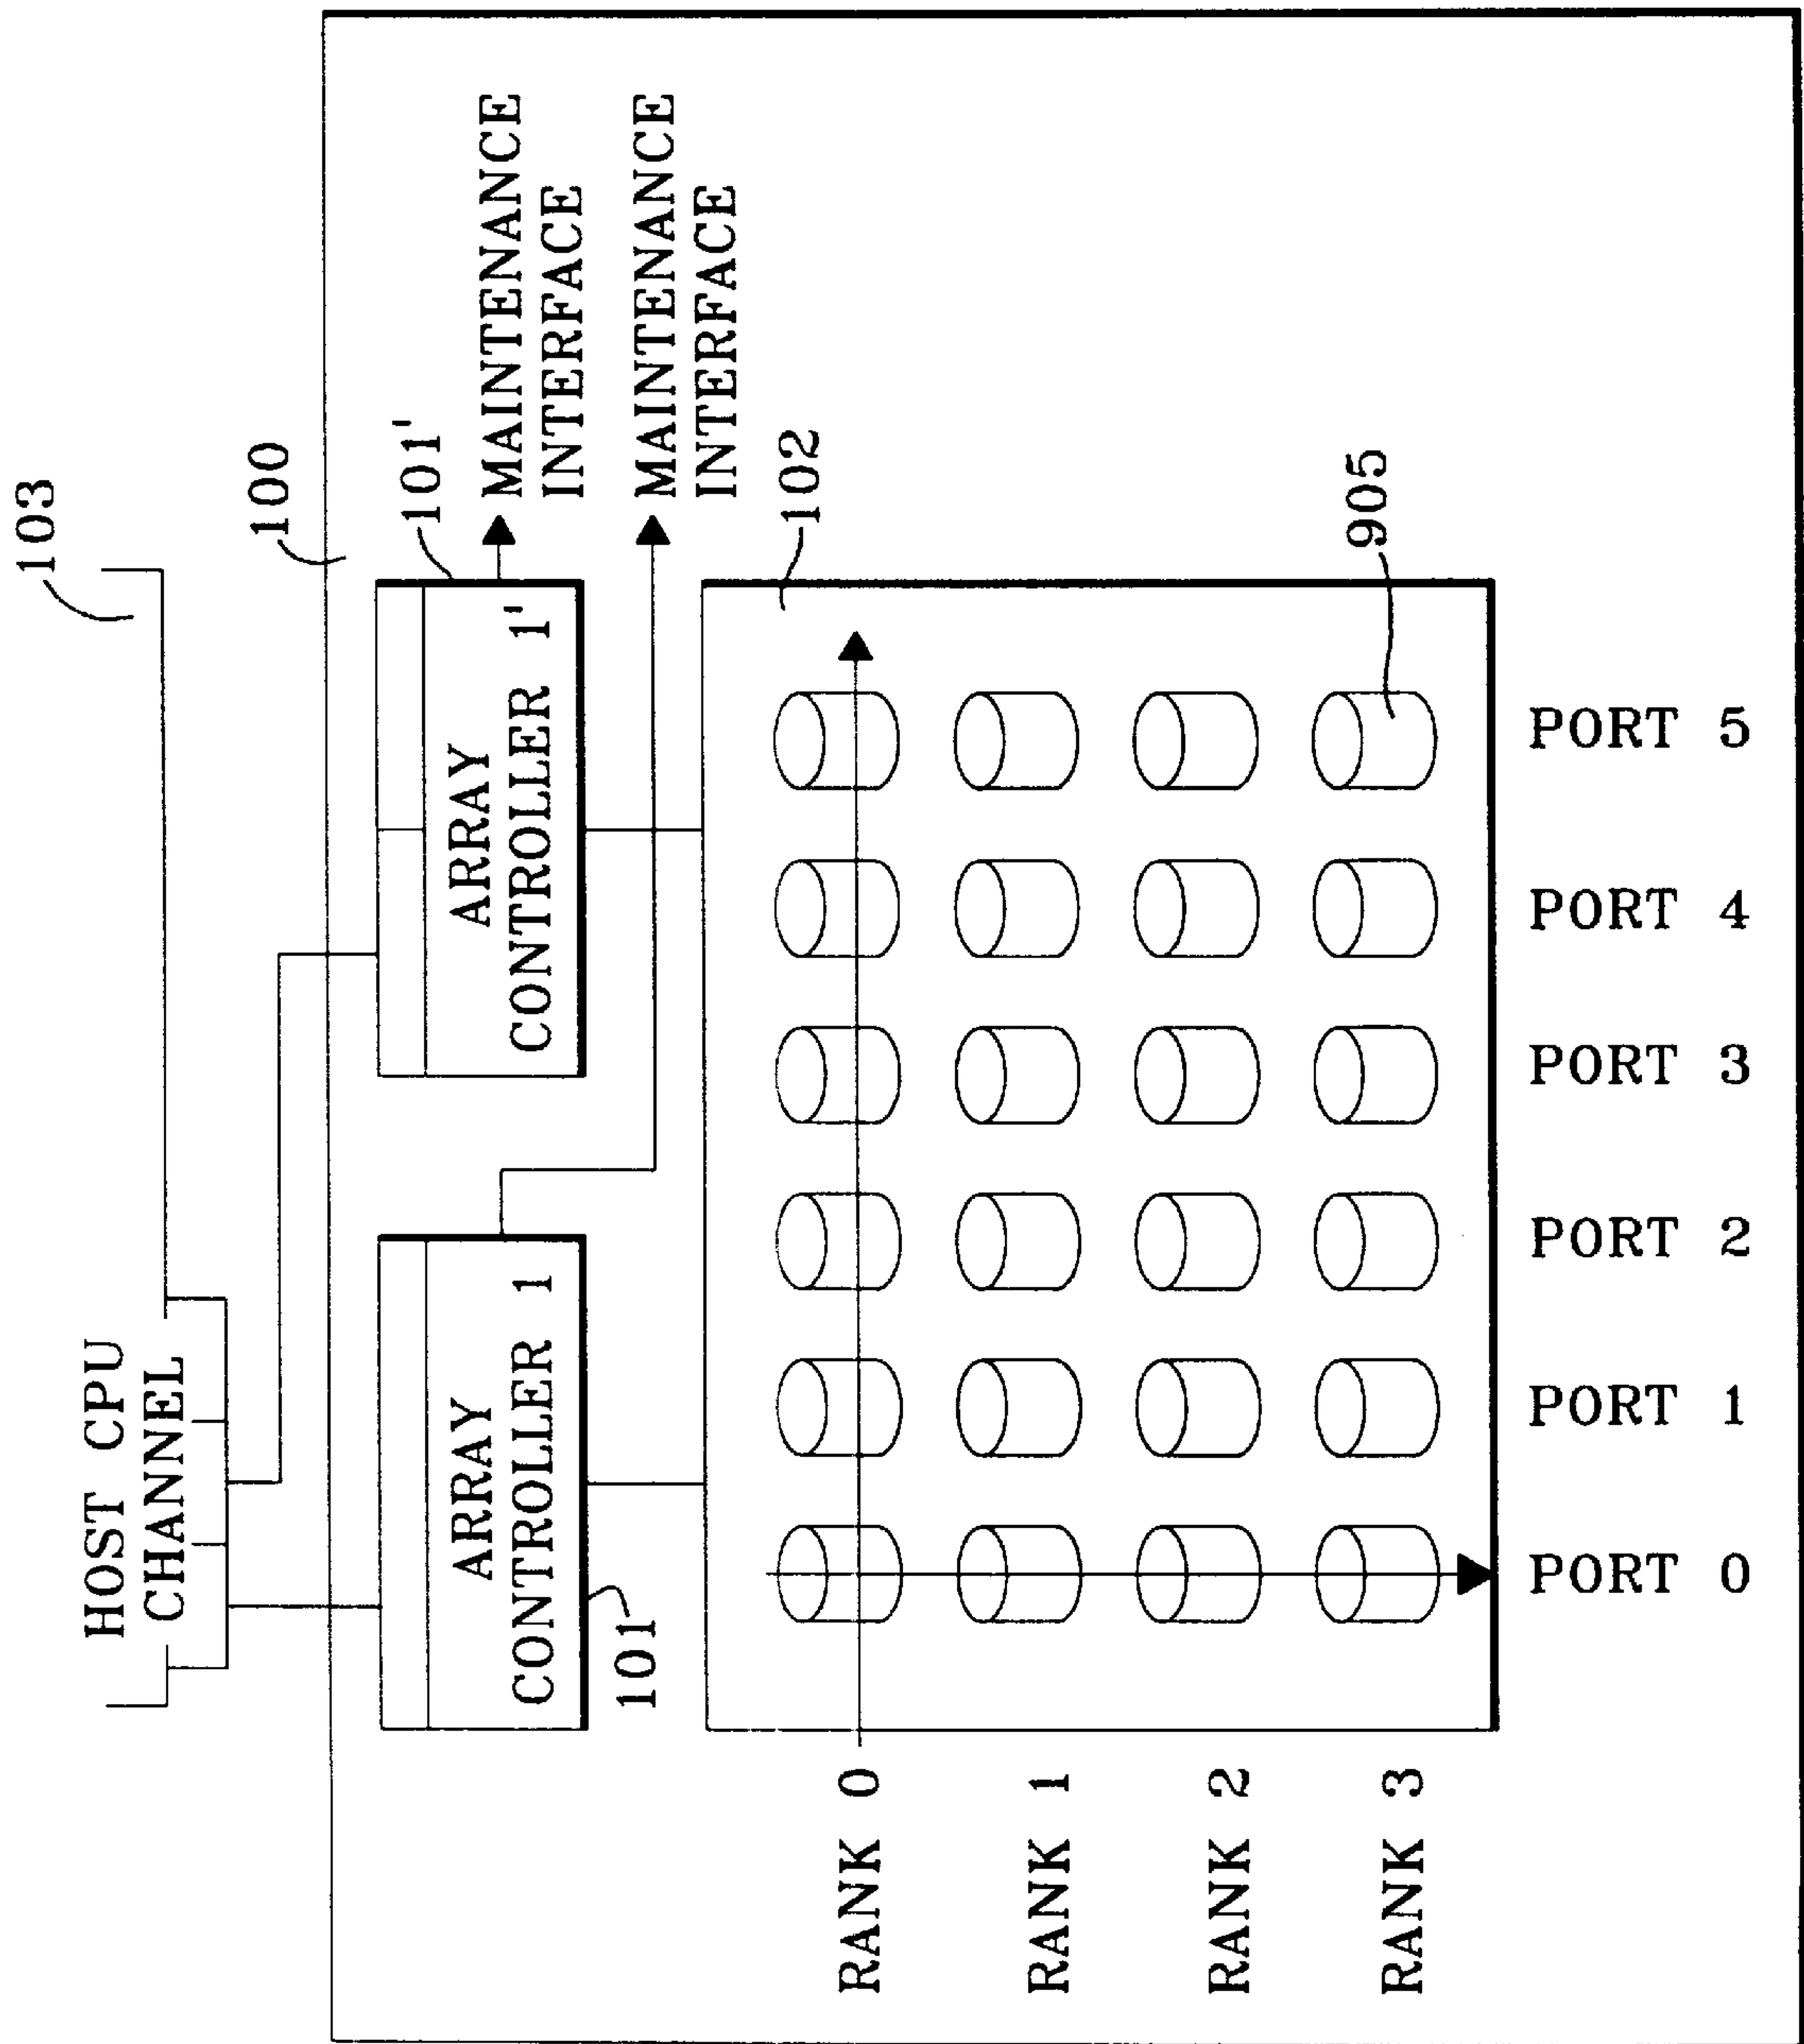 103
HOST CPU
CHANNEL
100
101'
ARRAY
CONTROLLER 1
ARRAY
CONTROLLER 1'
MAINTENANCE
INTERFACE
101
MAINTENANCE
INTERFACE
102
RANK 0
RANK 1
RANK 2
RANK 3
905
PORT 0
PORT 1
PORT 2
PORT 3
PORT 4
PORT 5